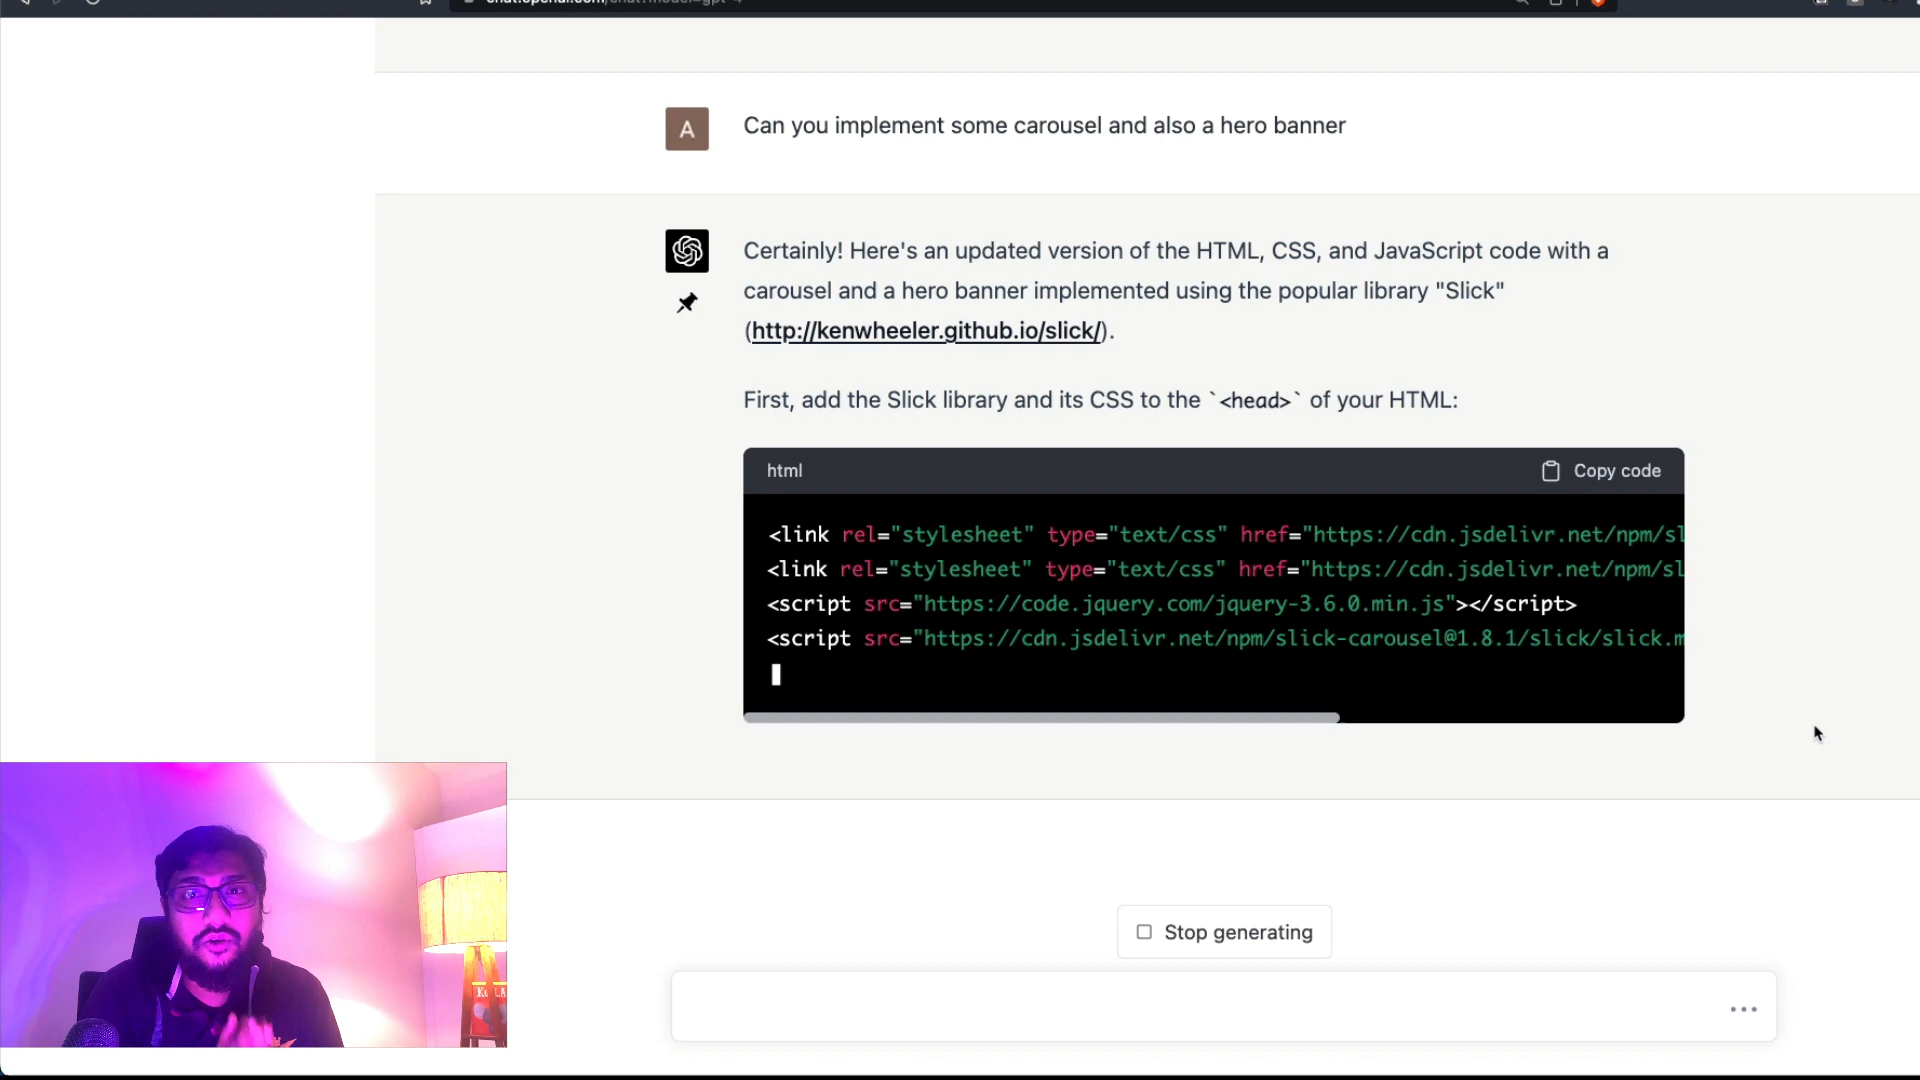 Can you implement some carousel and also a hero banner
A
Certainly! Here's an updated version of the HTML, CSS, and JavaScript code with a
carousel and a hero banner implemented using the popular library "Slick"
(http://kenwheeler.github.io/slick/).
First, add the Slick library and its CSS to the `<head>` of your HTML:
html
Copy code
<link rel="stylesheet" type="text/css" href="https://cdn.jsdelivr.net/npm/sl
<link rel="stylesheet" type="text/css" href="https://cdn.jsdelivr.net/npm/sl
<script src="https://code.jquery.com/jquery-3.6.0.min.js"></script>
<script src="https://cdn.jsdelivr.net/npm/slick-carousel@1.8.1/slick/slick.m
Stop generating